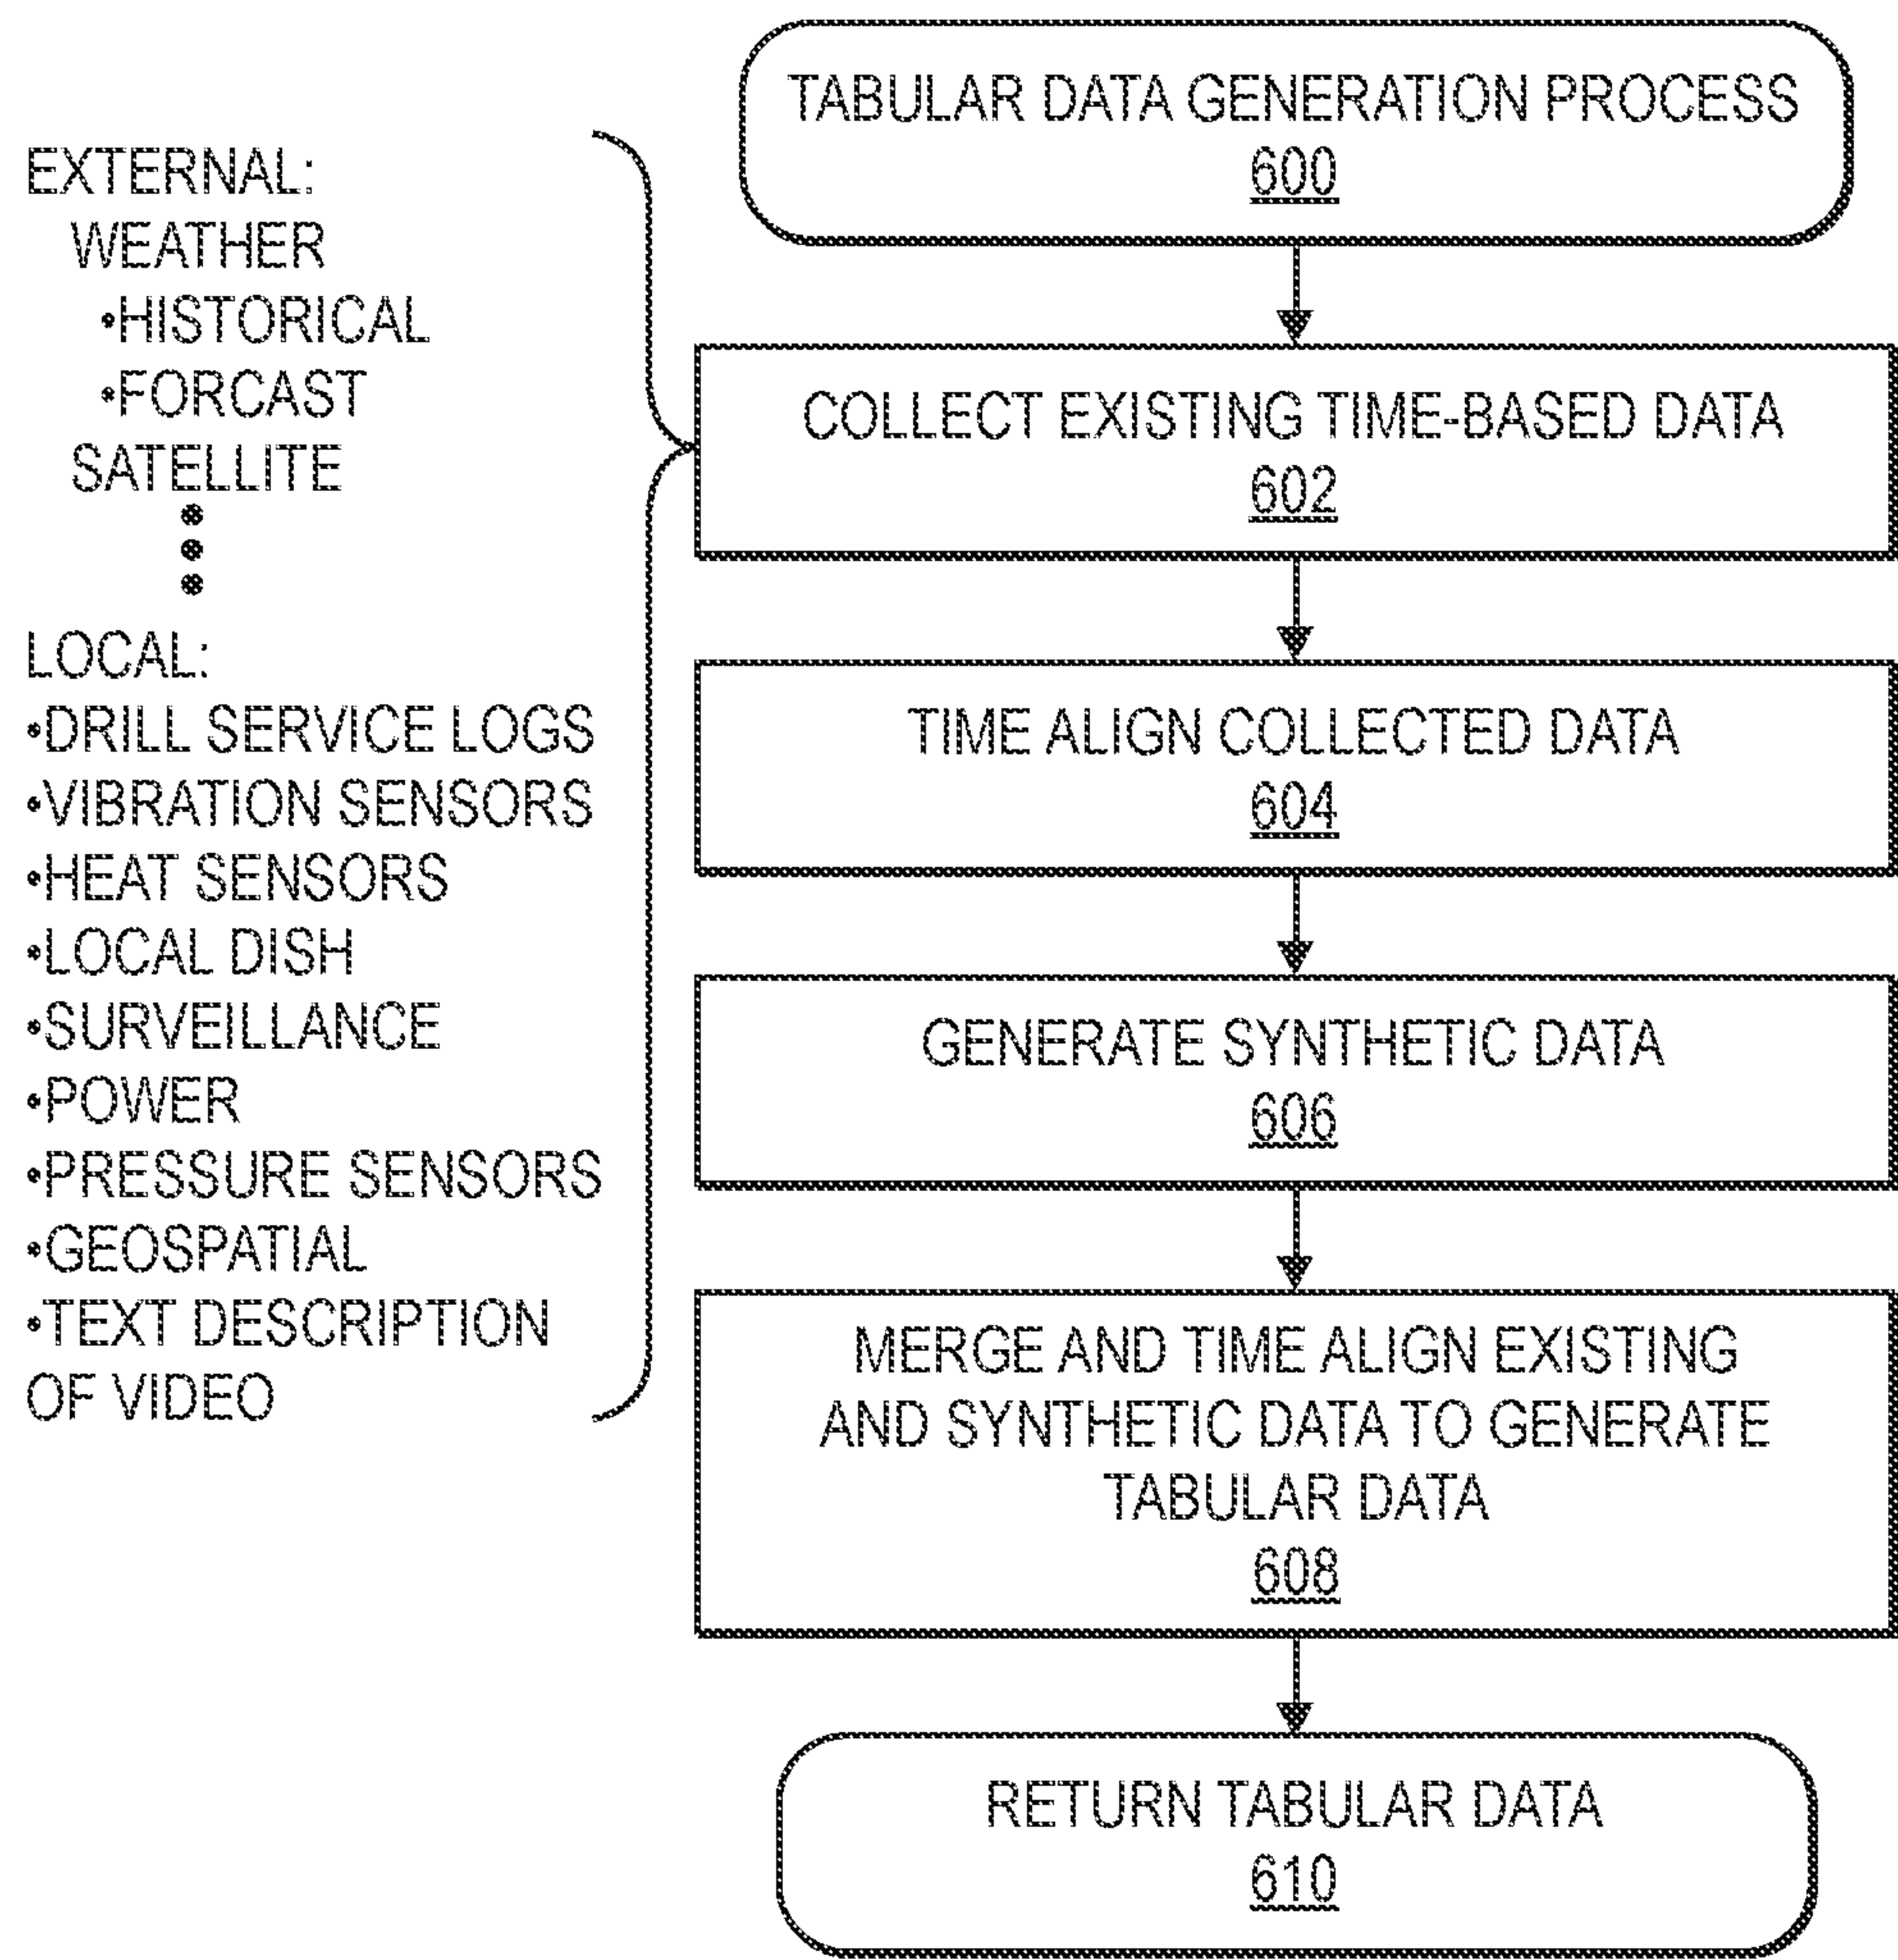 TABULAR DATA GENERATION PROCESS
600
EXTERNAL:
WEATHER
•HISTORICAL
•FORCAST
SATELLITE
LOCAL:
•DRILL SERVICE LOGS
•VIBRATION SENSORS
•HEAT SENSORS
•LOCAL DISH
•SURVEILLANCE
•POWER
•PRESSURE SENSORS
•GEOSPATIAL
•TEXT DESCRIPTION
OF VIDEO
COLLECT EXISTING TIME-BASED DATA
602
TIME ALIGN COLLECTED DATA
604
GENERATE SYNTHETIC DATA
606
MERGE AND TIME ALIGN EXISTING
AND SYNTHETIC DATA TO GENERATE
TABULAR DATA
608
RETURN TABULAR DATA
610